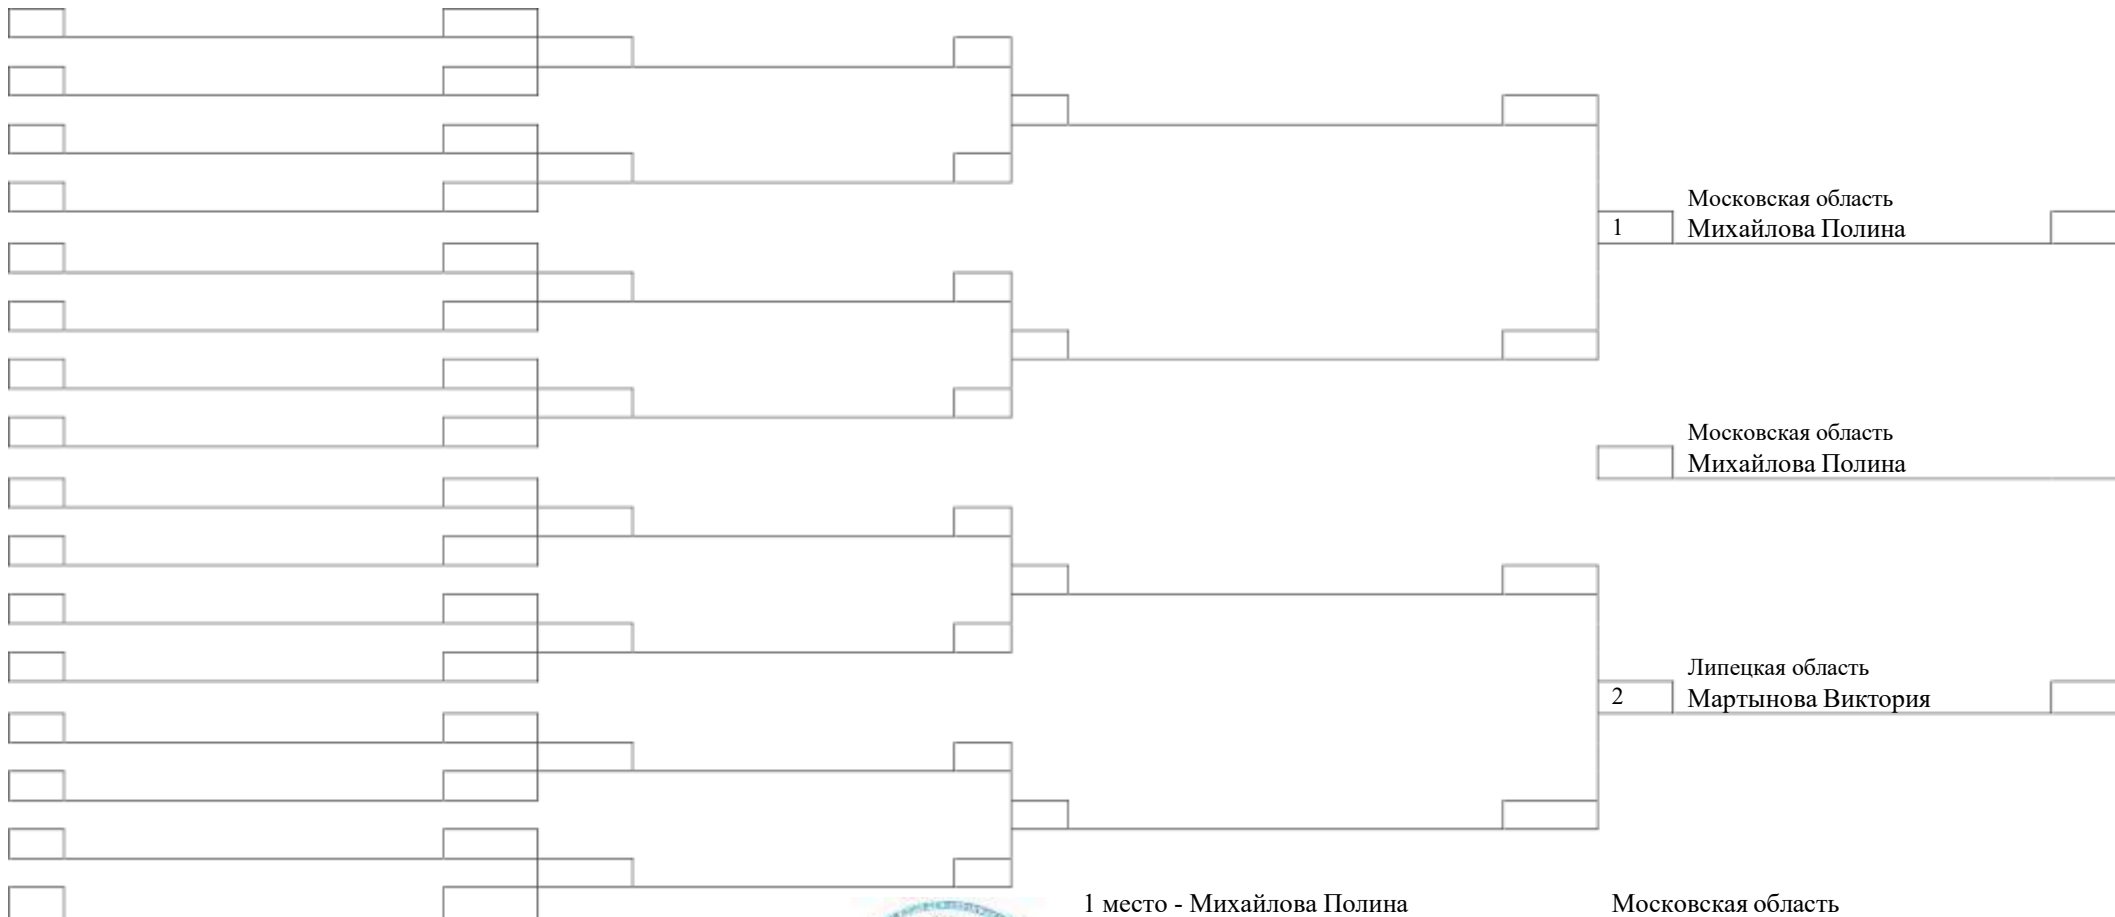 Московская область
1 Михайлова Полина
Московская область
Михайлова Полина
Липецкая область
2 Мартынова Виктория
1 место - Михайлова Полина Московская область